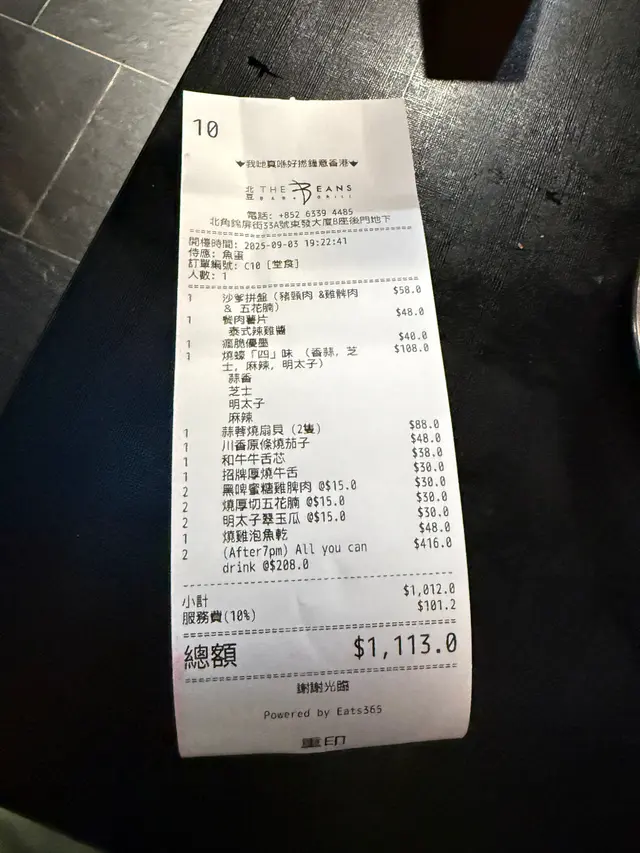 10
♥我哋真係好撚鍾意香港♥
北豆 THE BEANS
BAR & GRILL
電話: +852 6339 4485
北角錦屏街33A號東發大廈B座後門地下
開檯時間: 2025-09-03 19:22:41
侍應: 魚蛋
訂單編號: C10 [堂食]
人數: 1
1 沙爹拼盤 (豬頸肉 &雞髀肉 $58.0
& 五花腩)
1 餐肉薯片 $48.0
泰式辣雞醬
1 瘋脆優墨 $40.0
1 燒蠔「四」味 (香蒜, 芝 $108.0
士, 麻辣, 明太子)
蒜香
芝士
明太子
麻辣
1 蒜蓉燒扇貝 (2隻) $88.0
1 川香原條燒茄子 $48.0
1 和牛牛舌芯 $38.0
1 招牌厚燒牛舌 $30.0
2 黑啤蜜糖雞脾肉 @$15.0 $30.0
2 燒厚切五花腩 @$15.0 $30.0
2 明太子翠玉瓜 @$15.0 $30.0
1 燒雞泡魚乾 $48.0
2 (After7pm) All you can $416.0
drink @$208.0
小計 $1,012.0
服務費(10%) $101.2
總額 $1,113.0
謝謝光臨
Powered by Eats365
重印